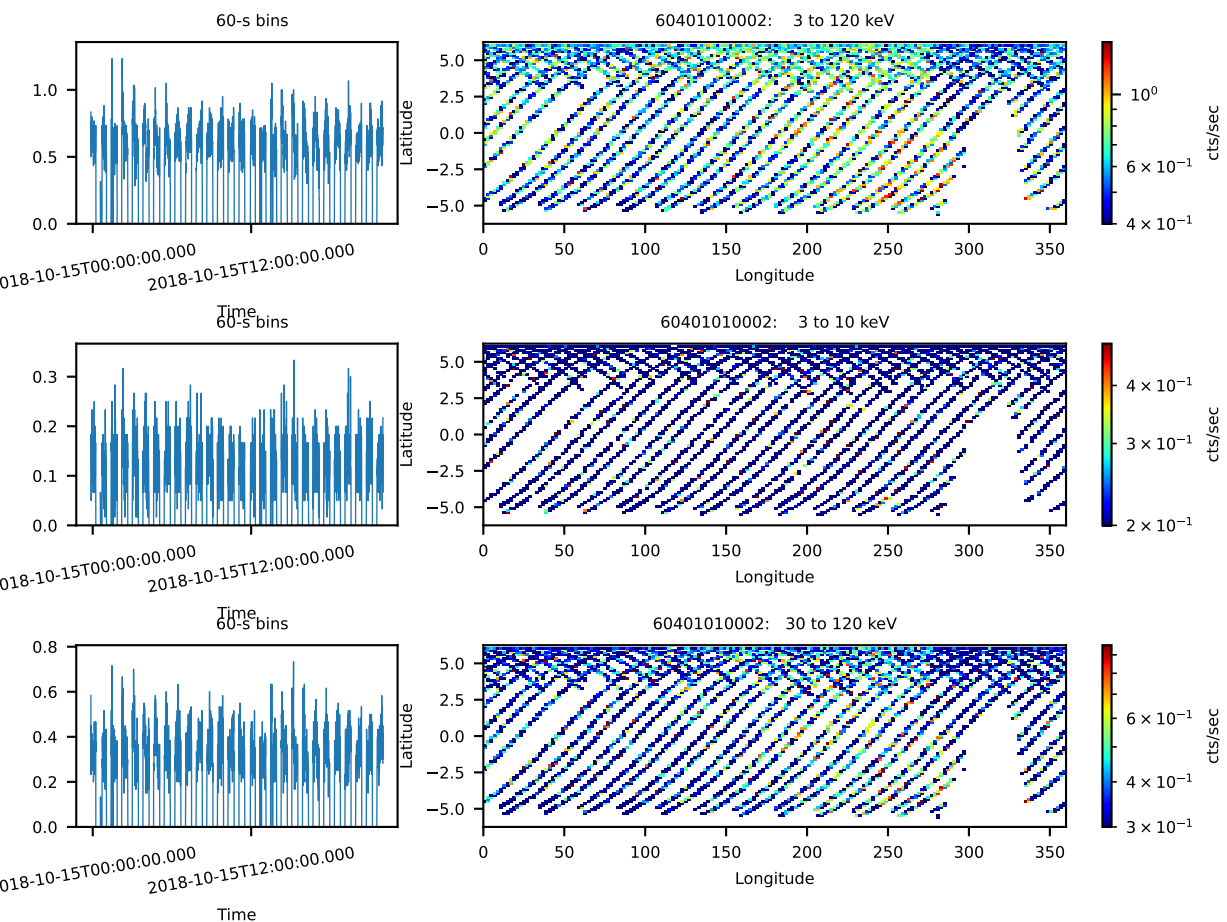 60-s bins
60401010002: 3 to 120 keV
1.0
0.5
0.0
018-10-15T00:00:00.000
2018-10-15T12:00:00.000
Time
Latitude
5.0
2.5
0.0
−2.5
−5.0
0 50 100 150 200 250 300 350
Longitude
10⁰
6 × 10⁻¹
4 × 10⁻¹
cts/sec
60-s bins
60401010002: 3 to 10 keV
0.3
0.2
0.1
0.0
018-10-15T00:00:00.000
2018-10-15T12:00:00.000
Time
Latitude
5.0
2.5
0.0
−2.5
−5.0
0 50 100 150 200 250 300 350
Longitude
4 × 10⁻¹
3 × 10⁻¹
2 × 10⁻¹
cts/sec
60-s bins
60401010002: 30 to 120 keV
0.8
0.6
0.4
0.2
0.0
018-10-15T00:00:00.000
2018-10-15T12:00:00.000
Time
Latitude
5.0
2.5
0.0
−2.5
−5.0
0 50 100 150 200 250 300 350
Longitude
6 × 10⁻¹
4 × 10⁻¹
3 × 10⁻¹
cts/sec